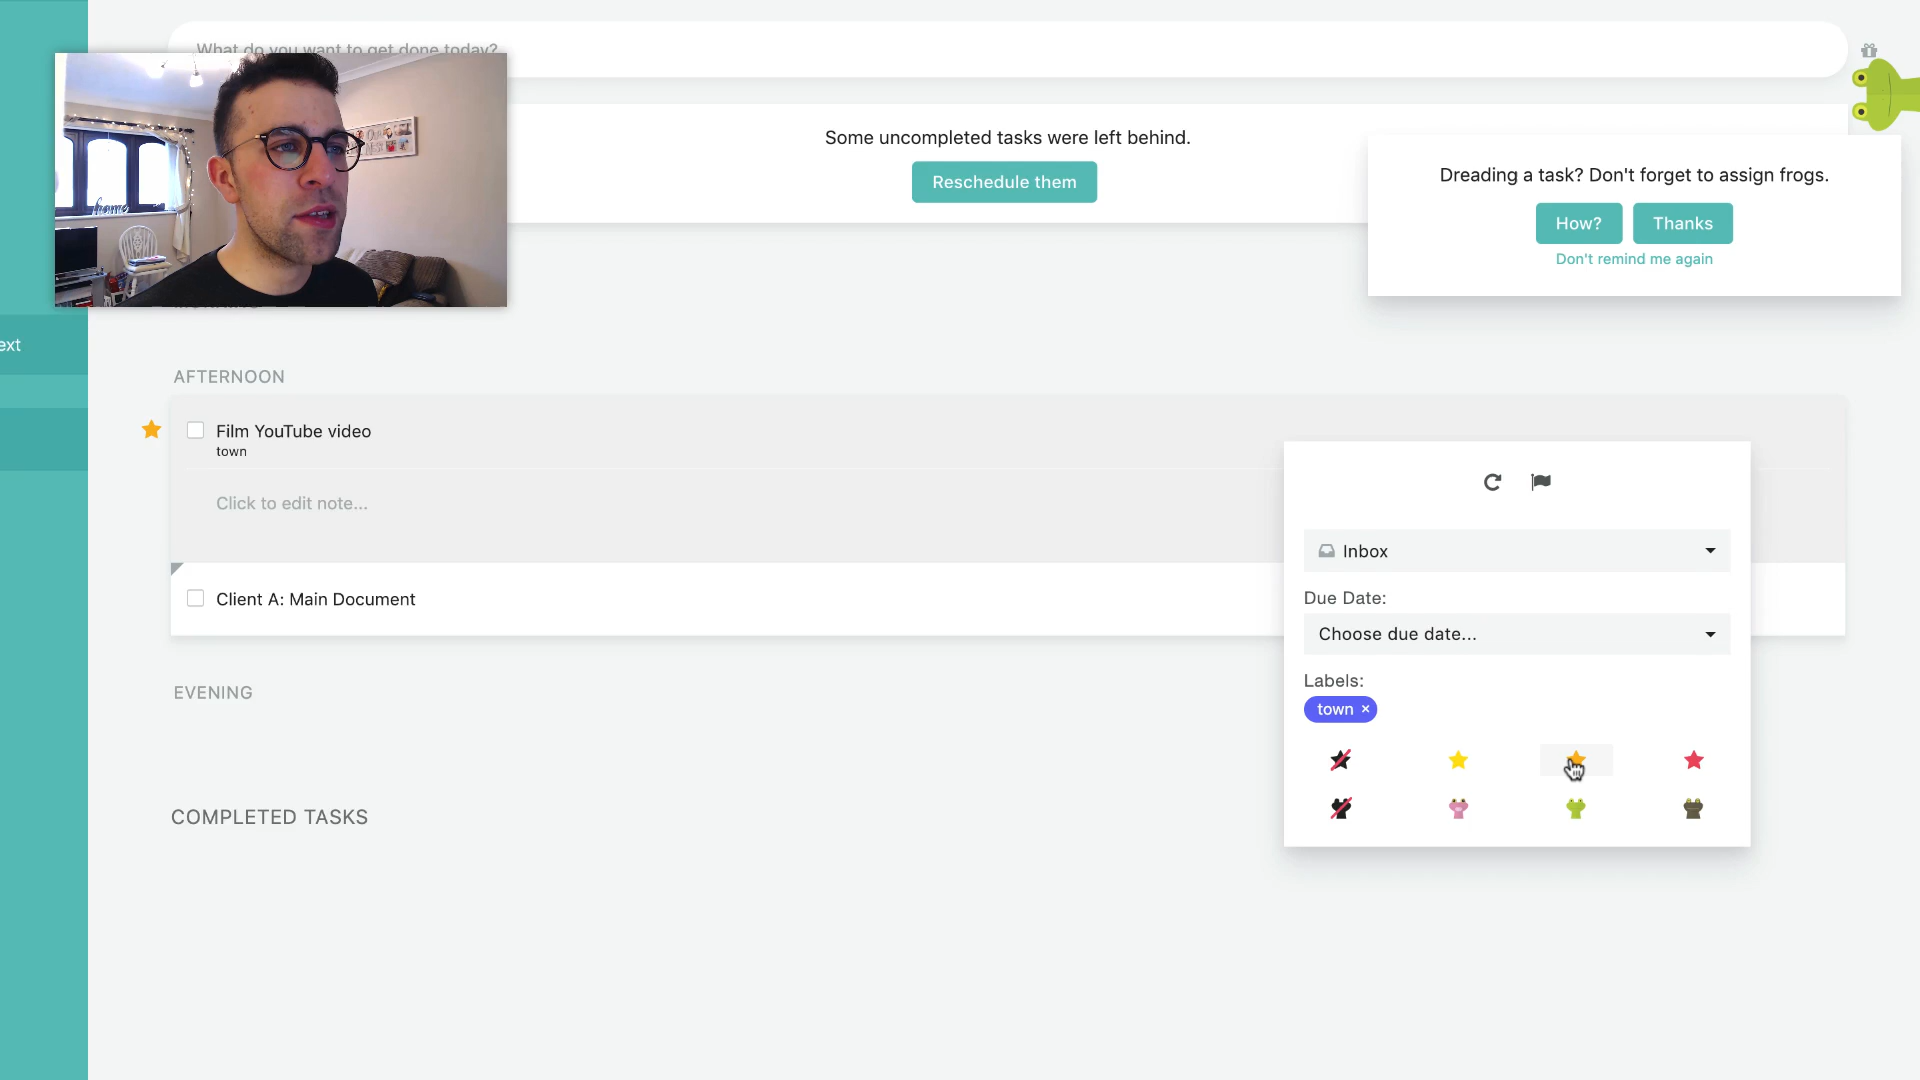 What do you want to get done today?
Some uncompleted tasks were left behind.
Reschedule them
Dreading a task? Don't forget to assign frogs.
How?
Thanks
Don't remind me again
home
ext
AFTERNOON
Film YouTube video
town
Click to edit note...
Client A: Main Document
Inbox
Due Date:
Choose due date...
Labels:
town ×
EVENING
COMPLETED TASKS